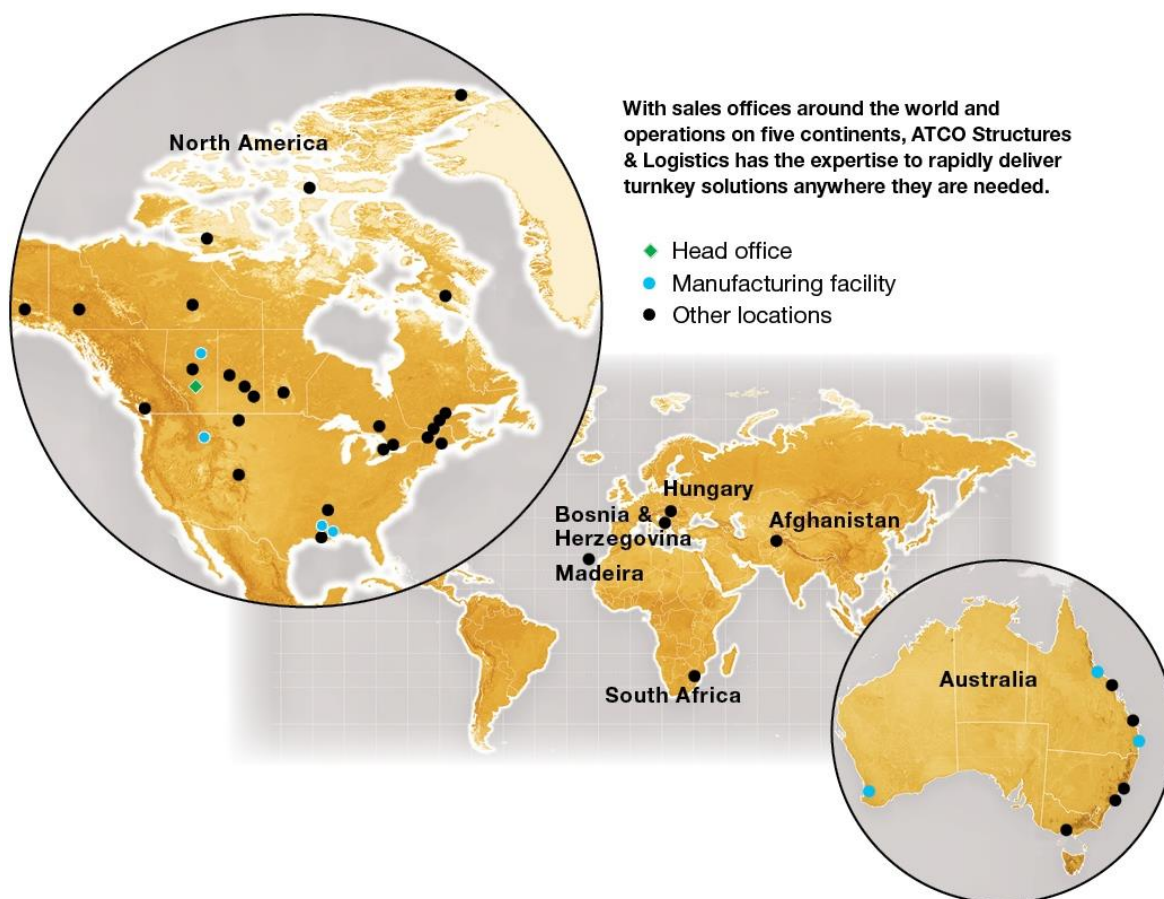 North America
With sales offices around the world and
operations on five continents, ATCO Structures
& Logistics has the expertise to rapidly deliver
turnkey solutions anywhere they are needed.
Head office
Manufacturing facility
Other locations
Hungary
Bosnia &
Herzegovina
Afghanistan
Madeira
South Africa
Australia